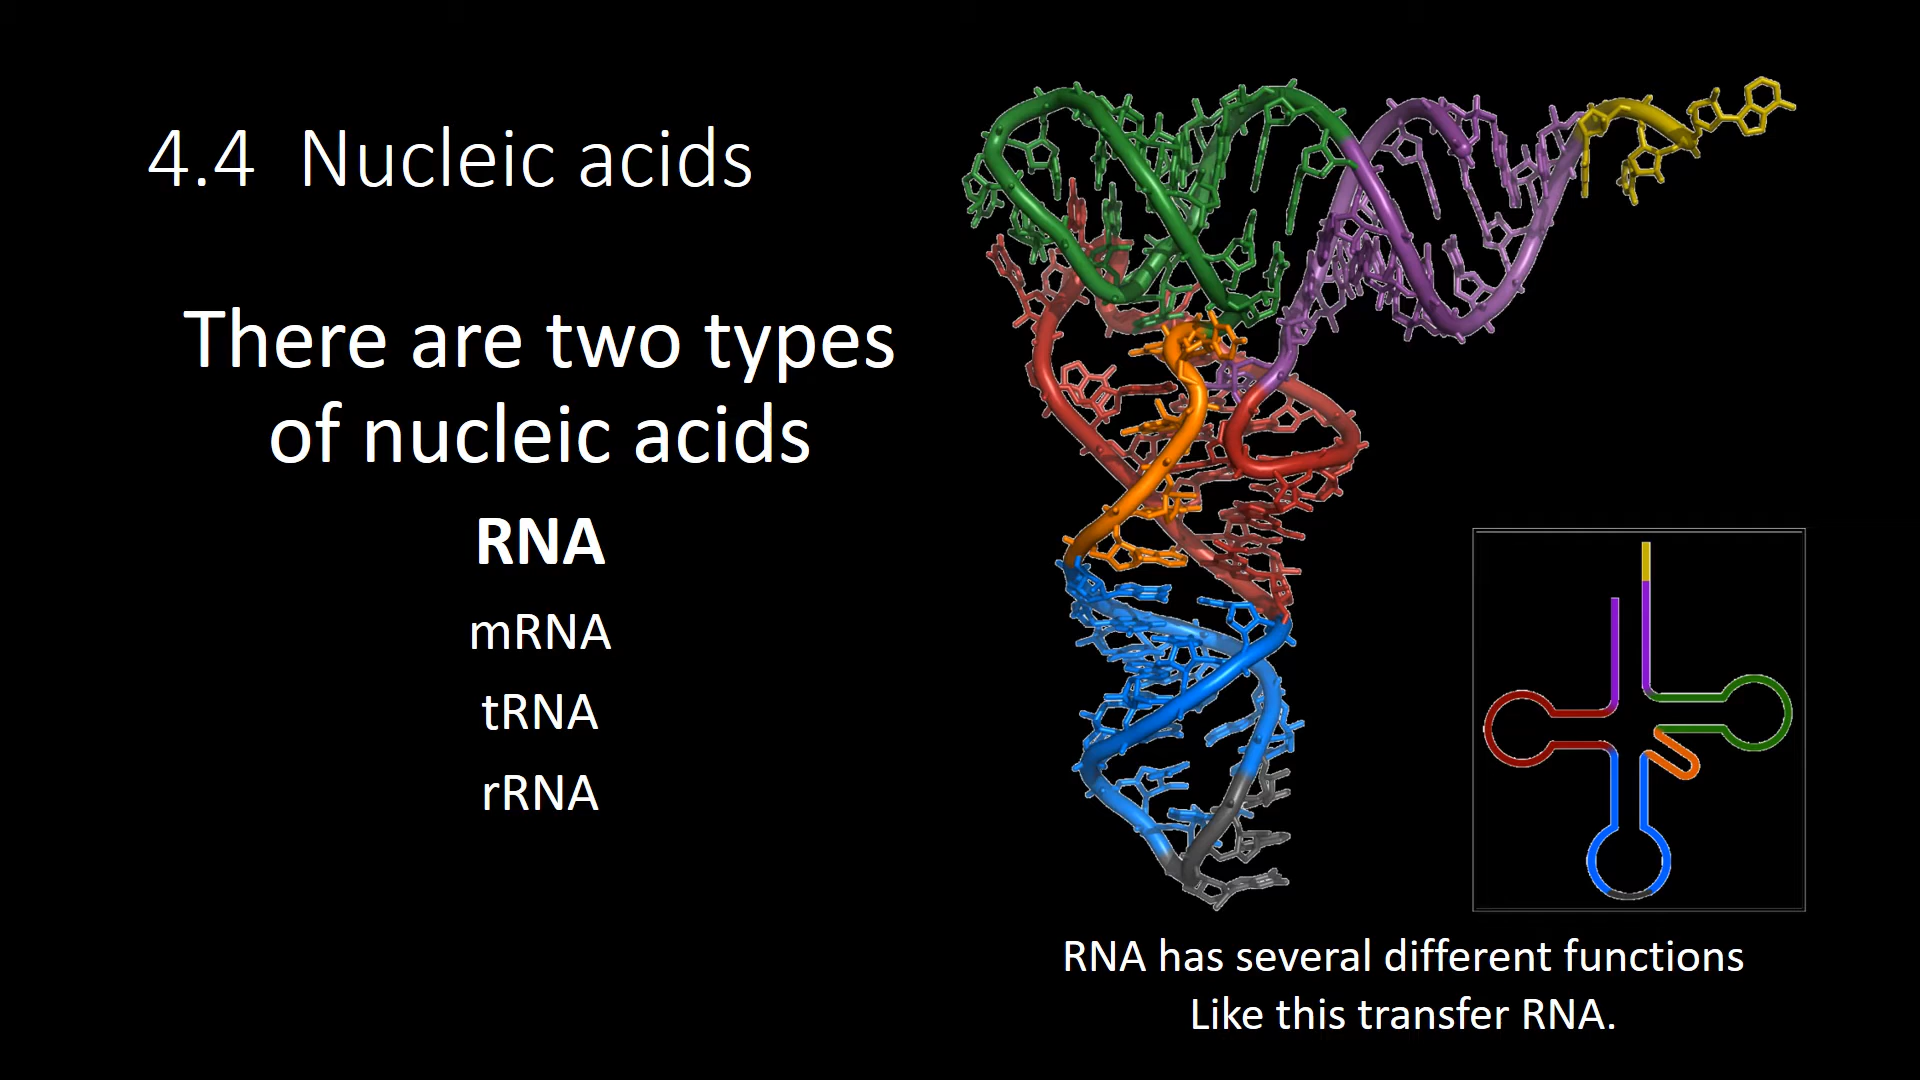 4.4 Nucleic acids
There are two types
of nucleic acids
RNA
mRNA
tRNA
rRNA
RNA has several different functions
Like this transfer RNA.